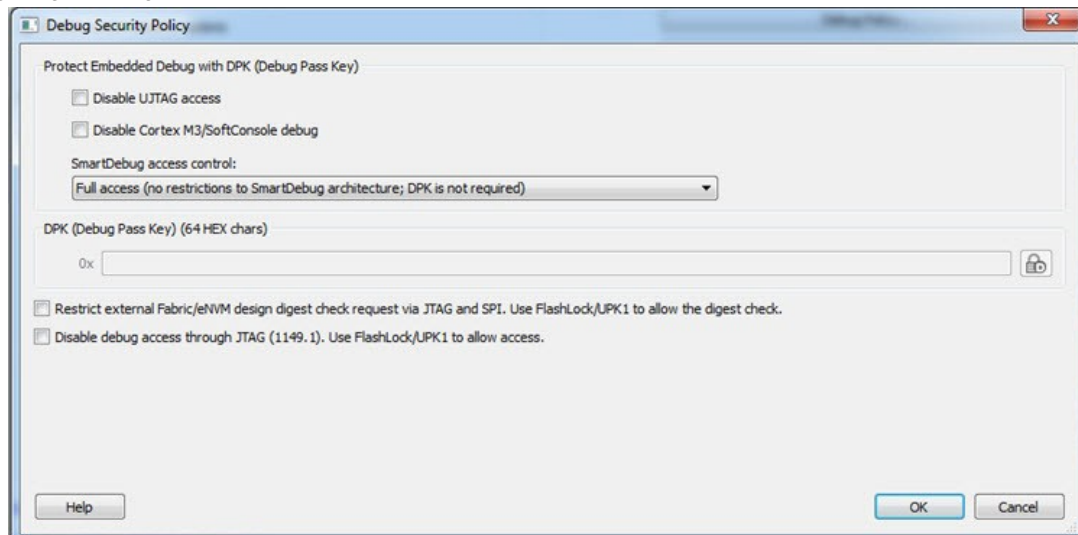 Debug Security Policy
Protect Embedded Debug with DPK (Debug Pass Key)
Disable UJTAG access
Disable Cortex M3/SoftConsole debug
SmartDebug access control:
Full access (no restrictions to SmartDebug architecture; DPK is not required)
DPK (Debug Pass Key) (64 HEX chars)
0x
Restrict external Fabric/eNVM design digest check request via JTAG and SPI. Use FlashLock/UPK1 to allow the digest check.
Disable debug access through JTAG (1149.1). Use FlashLock/UPK1 to allow access.
Help OK Cancel